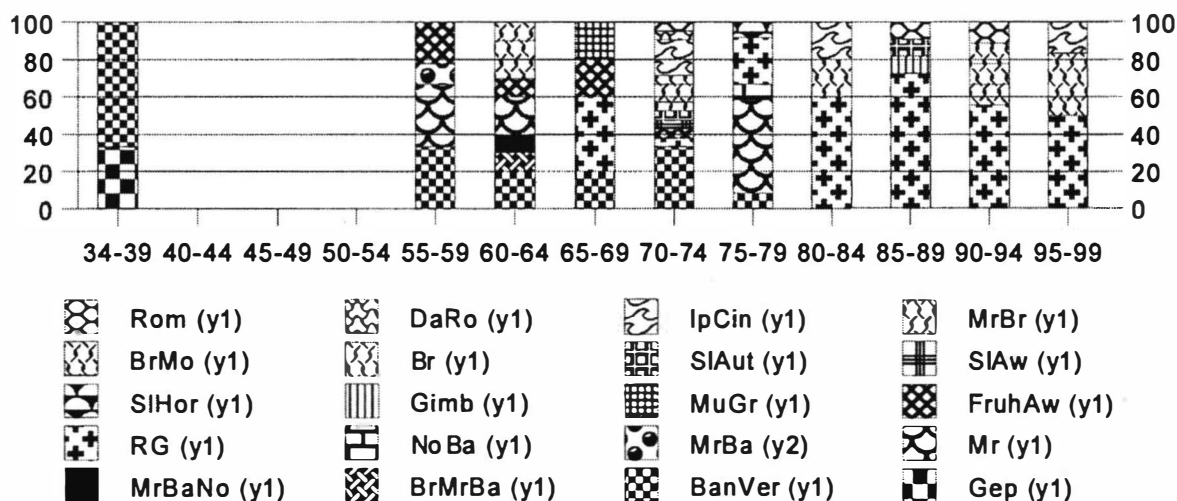 100 100
80 80
60 60
40 40
20 20
0 0
34-39 40-44 45-49 50-54 55-59 60-64 65-69 70-74 75-79 80-84 85-89 90-94 95-99
Rom (y1) DaRo (y1) IpCin (y1) MrBr (y1)
BrMo (y1) Br (y1) SlAut (y1) SlAw (y1)
SlHor (y1) Gimb (y1) MuGr (y1) FruhAw (y1)
RG (y1) NoBa (y1) MrBa (y2) Mr (y1)
MrBaNo (y1) BrMrBa (y1) BanVer (y1) Gep (y1)